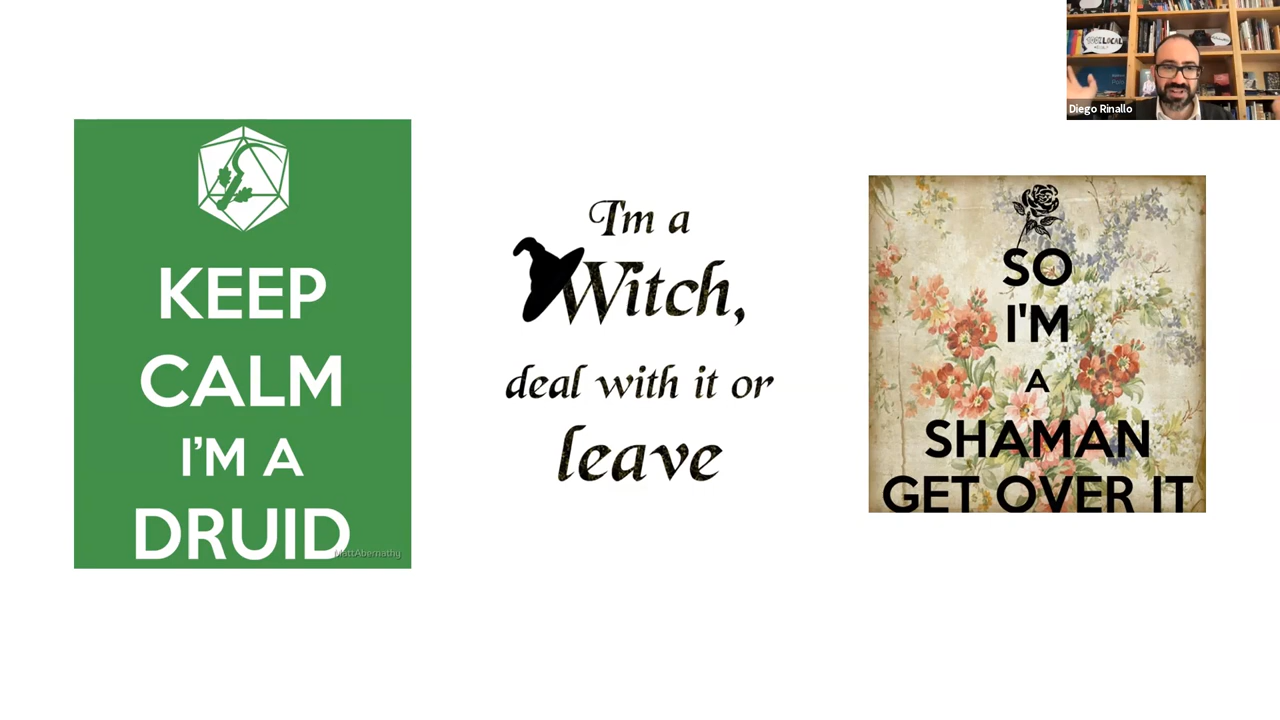 KEEP
CALM
I'M A
DRUID
MattAbernathy
I'm a
Witch,
deal with it or
leave
SO
I'M
A
SHAMAN
GET OVER IT
Diego Rinallo